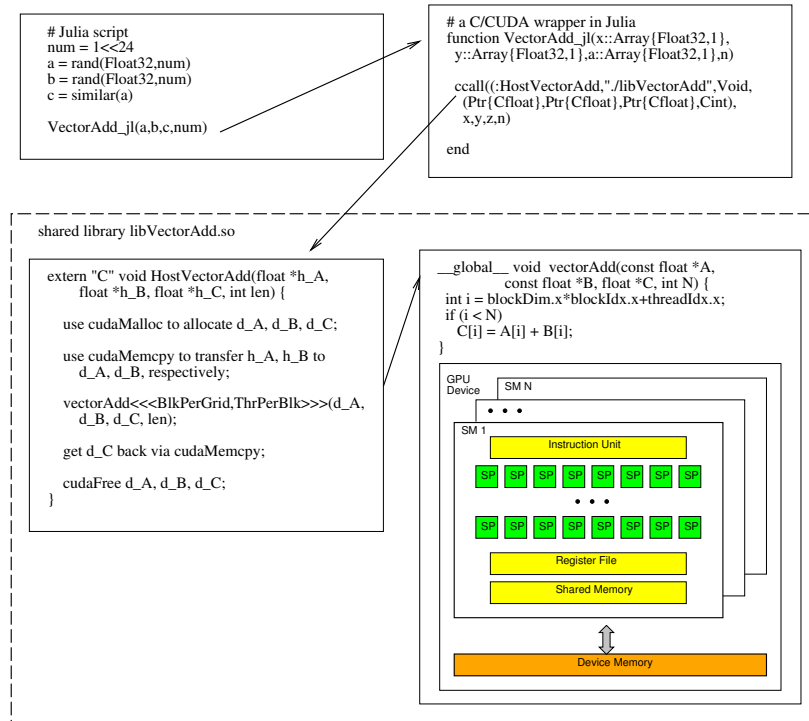 # Julia script
num = 1<<24
a = rand(Float32,num)
b = rand(Float32,num)
c = similar(a)
VectorAdd_jl(a,b,c,num)
# a C/CUDA wrapper in Julia
function VectorAdd_jl(x::Array{Float32,1},
y::Array{Float32,1},a::Array{Float32,1},n)
ccall((:HostVectorAdd,"./libVectorAdd",Void,
(Ptr{Cfloat},Ptr{Cfloat},Ptr{Cfloat},Cint),
x,y,z,n)
end
shared library libVectorAdd.so
extern "C" void HostVectorAdd(float *h_A,
float *h_B, float *h_C, int len) {
use cudaMalloc to allocate d_A, d_B, d_C;
use cudaMemcpy to transfer h_A, h_B to
d_A, d_B, respectively;
vectorAdd<<<BlkPerGrid,ThrPerBlk>>>(d_A,
d_B, d_C, len);
get d_C back via cudaMemcpy;
cudaFree d_A, d_B, d_C;
}
__global__ void vectorAdd(const float *A,
const float *B, float *C, int N) {
int i = blockDim.x*blockIdx.x+threadIdx.x;
if (i < N)
C[i] = A[i] + B[i];
}
GPU
Device
SM N
• • •
SM 1
Instruction Unit
SP SP SP SP SP SP SP SP
• • •
SP SP SP SP SP SP SP SP
Register File
Shared Memory
Device Memory